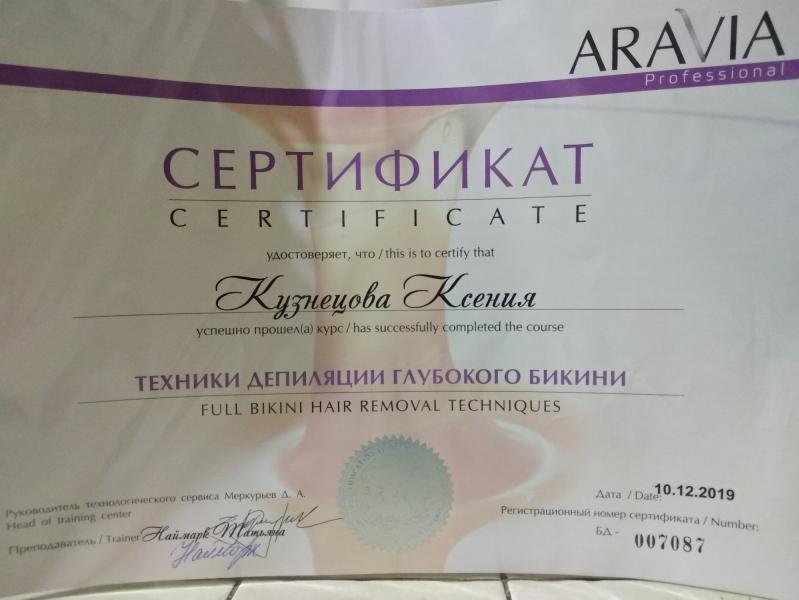 ARAVIA
Professional
СЕРТИФИКАТ
CERTIFICATE
удостоверяет, что / this is to certify that
Кузнецова Ксения
успешно прошел(а) курс / has successfully completed the course
ТЕХНИКИ ДЕПИЛЯЦИИ ГЛУБОКОГО БИКИНИ
FULL BIKINI HAIR REMOVAL TECHNIQUES
Руководитель технологического сервиса Меркурьев Д. А.
Head of training center
Преподаватель / Trainer Наймарк Татьяна
Дата / Date: 10.12.2019
Регистрационный номер сертификата / Number:
БД - 007087